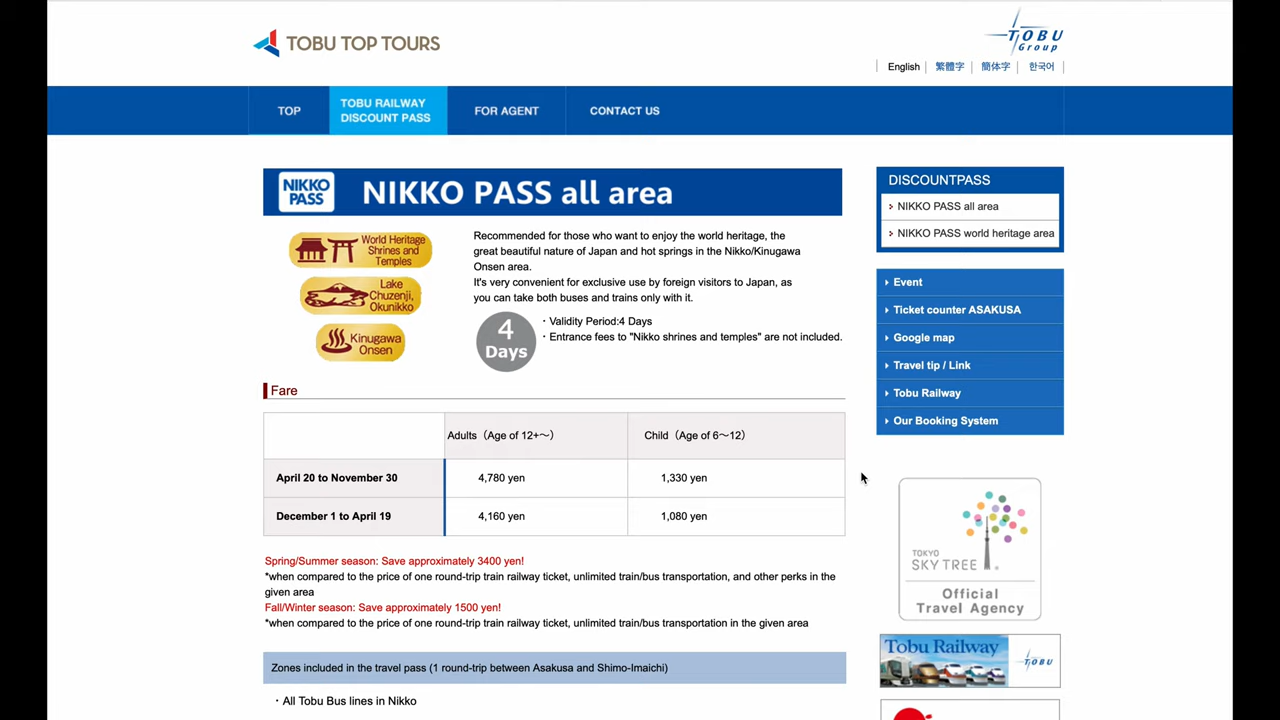 TOBU TOP TOURS
TOBU
Group
English
繁體字
簡体字
한국어
TOP
TOBU RAILWAY
DISCOUNT PASS
FOR AGENT
CONTACT US
NIKKO
PASS
NIKKO PASS all area
World Heritage
Shrines and
Temples
Lake
Chuzenji,
Okunikko
Kinugawa
Onsen
Recommended for those who want to enjoy the world heritage, the
great beautiful nature of Japan and hot springs in the Nikko/Kinugawa
Onsen area.
It's very convenient for exclusive use by foreign visitors to Japan, as
you can take both buses and trains only with it.
4
Days
・Validity Period:4 Days
・Entrance fees to "Nikko shrines and temples" are not included.
Fare
Adults（Age of 12+～） Child（Age of 6～12）
April 20 to November 30 4,780 yen 1,330 yen
December 1 to April 19 4,160 yen 1,080 yen
Spring/Summer season: Save approximately 3400 yen!
*when compared to the price of one round-trip train railway ticket, unlimited train/bus transportation, and other perks in the
given area
Fall/Winter season: Save approximately 1500 yen!
*when compared to the price of one round-trip train railway ticket, unlimited train/bus transportation in the given area
Zones included in the travel pass (1 round-trip between Asakusa and Shimo-Imaichi)
・All Tobu Bus lines in Nikko
DISCOUNTPASS
NIKKO PASS all area
NIKKO PASS world heritage area
Event
Ticket counter ASAKUSA
Google map
Travel tip / Link
Tobu Railway
Our Booking System
TOKYO
SKYTREE
Official
Travel Agency
Tobu Railway
TOBU